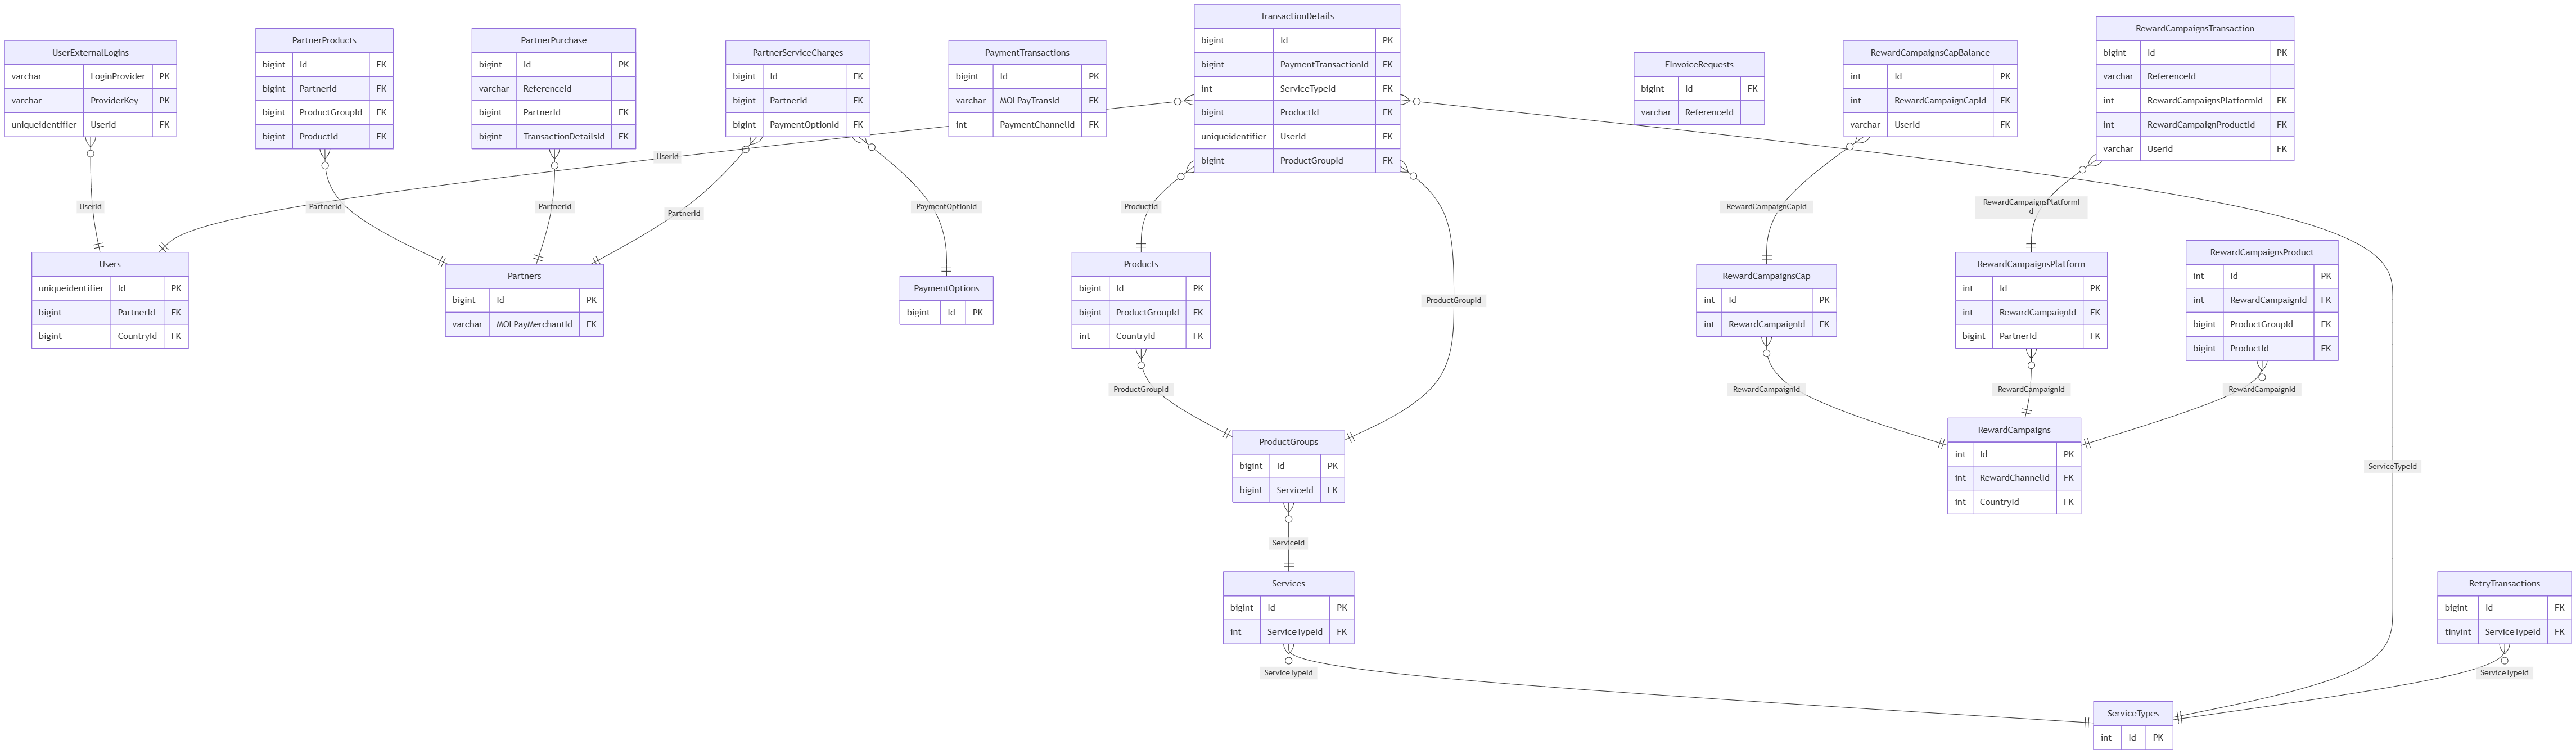 UserExternalLogins
varchar LoginProvider PK
varchar ProviderKey PK
uniqueidentifier UserId FK
PartnerProducts
bigint Id FK
bigint PartnerId FK
bigint ProductGroupId FK
bigint ProductId FK
PartnerPurchase
bigint Id PK
varchar ReferenceId
bigint PartnerId FK
bigint TransactionDetailsId FK
PartnerServiceCharges
bigint Id FK
bigint PartnerId FK
bigint PaymentOptionId FK
PaymentTransactions
bigint Id PK
varchar MOLPayTransId FK
int PaymentChannelId FK
TransactionDetails
bigint Id PK
bigint PaymentTransactionId FK
int ServiceTypeId FK
bigint ProductId FK
uniqueidentifier UserId FK
bigint ProductGroupId FK
EInvoiceRequests
bigint Id FK
varchar ReferenceId
RewardCampaignsCapBalance
int Id PK
int RewardCampaignCapId FK
varchar UserId FK
RewardCampaignsTransaction
bigint Id PK
varchar ReferenceId
int RewardCampaignsPlatformId FK
int RewardCampaignProductId FK
varchar UserId FK
UserId
UserId
PartnerId
PartnerId
PartnerId
PaymentOptionId
ProductId
RewardCampaignCapId
RewardCampaignsPlatformI
d
Users
uniqueidentifier Id PK
bigint PartnerId FK
bigint CountryId FK
Partners
bigint Id PK
varchar MOLPayMerchantId FK
PaymentOptions
bigint Id PK
Products
bigint Id PK
bigint ProductGroupId FK
int CountryId FK
ProductGroupId
RewardCampaignsCap
int Id PK
int RewardCampaignId FK
RewardCampaignsPlatform
int Id PK
int RewardCampaignId FK
bigint PartnerId FK
RewardCampaignsProduct
int Id PK
int RewardCampaignId FK
bigint ProductGroupId FK
bigint ProductId FK
ProductGroupId
RewardCampaignId
RewardCampaignId
RewardCampaignId
ProductGroups
bigint Id PK
bigint ServiceId FK
RewardCampaigns
int Id PK
int RewardChannelId FK
int CountryId FK
ServiceTypeId
ServiceId
Services
bigint Id PK
int ServiceTypeId FK
RetryTransactions
bigint Id FK
tinyint ServiceTypeId FK
ServiceTypeId
ServiceTypeId
ServiceTypes
int Id PK